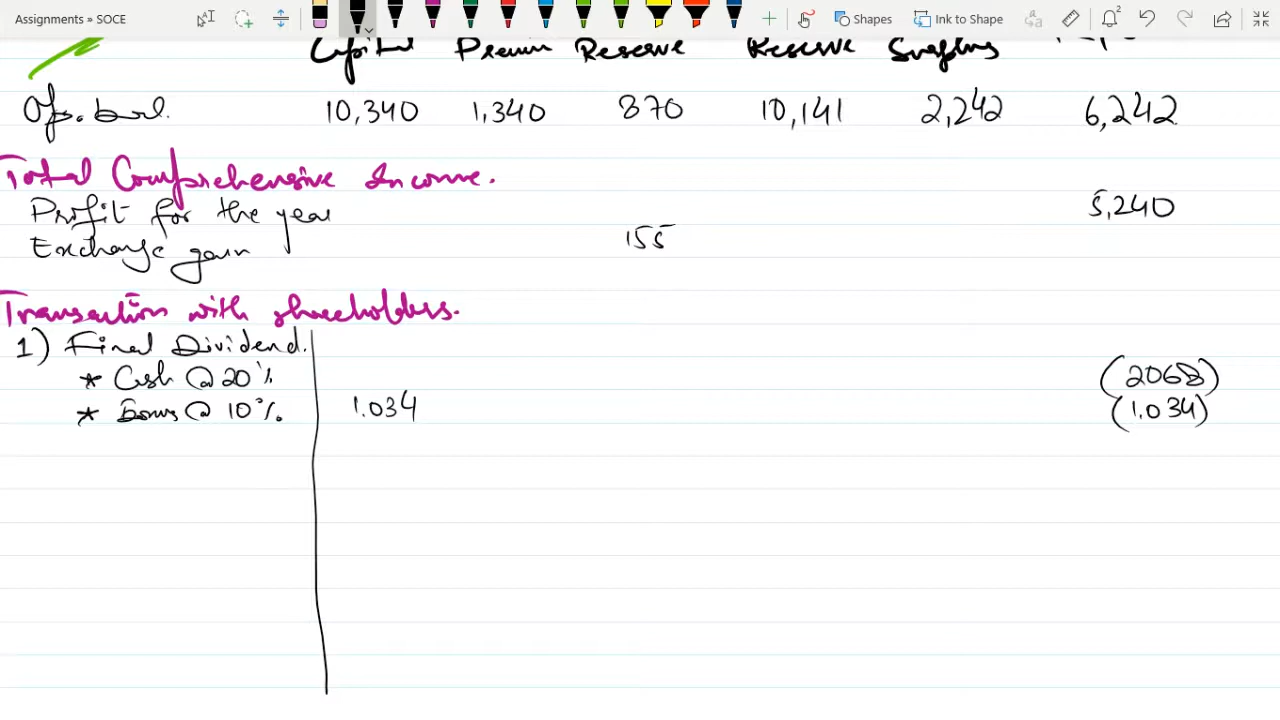 Assignments » SOCE
Shapes
Ink to Shape
Capital Premium Reserve Reserve Surplus
Op. bal. 10,340 1,340 870 10,141 2,242 6,242
Total Comprehensive Income.
Profit for the year 5,240
Exchange gain 155
Transaction with shareholders.
1) Final Dividend.
* Cash @ 20% (2068)
* Bonus @ 10%. 1.034 (1.034)